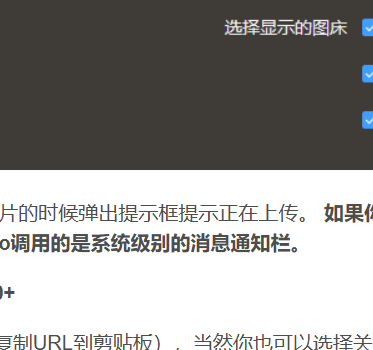 选择显示的图床
片的时候弹出提示框提示正在上传。 如果你
o调用的是系统级别的消息通知栏。
0+
复制URL到剪贴板），当然你也可以选择关